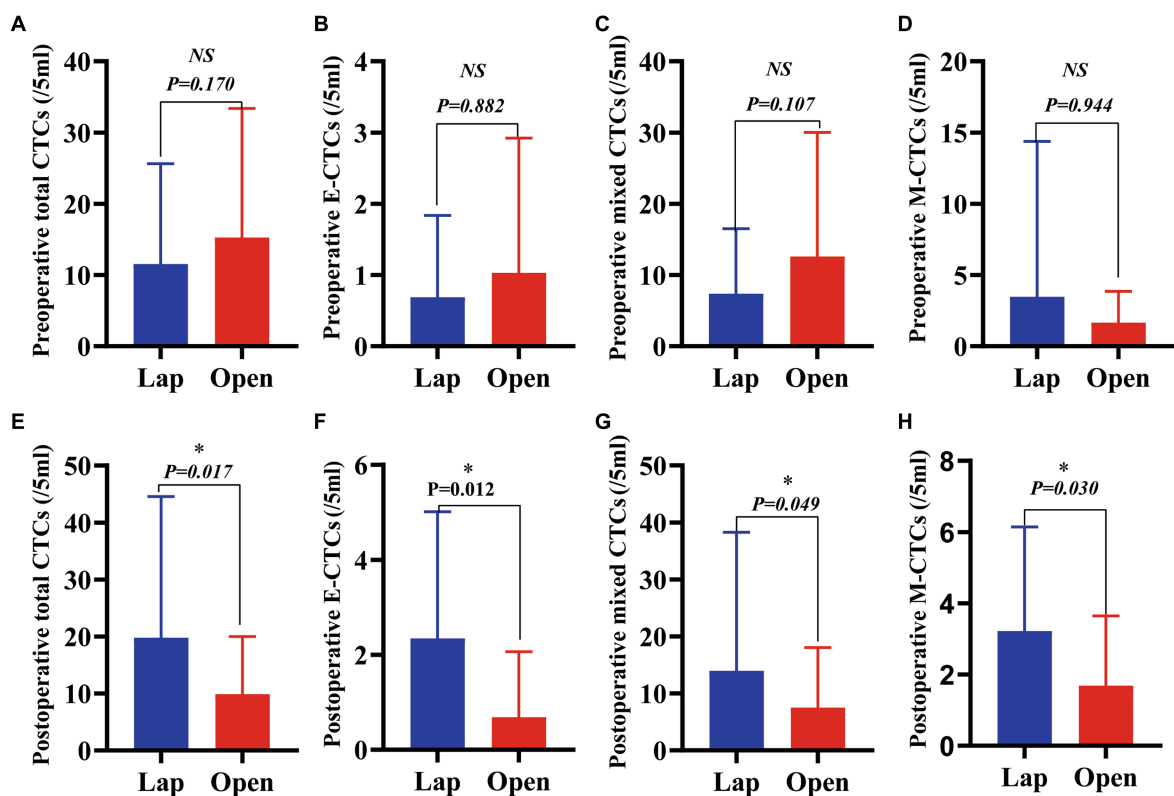 A
Preoperative total CTCs (/5ml)
40
30
20
10
0
NS
P=0.170
Lap Open
B
Preoperative E-CTCs (/5ml)
4
3
2
1
0
NS
P=0.882
Lap Open
C
Preoperative mixed CTCs (/5ml)
40
30
20
10
0
NS
P=0.107
Lap Open
D
Preoperative M-CTCs (/5ml)
20
15
10
5
0
NS
P=0.944
Lap Open
E
Postoperative total CTCs (/5ml)
50
40
30
20
10
0
*
P=0.017
Lap Open
F
Postoperative E-CTCs (/5ml)
6
4
2
0
*
P=0.012
Lap Open
G
Postoperative mixed CTCs (/5ml)
50
40
30
20
10
0
*
P=0.049
Lap Open
H
Postoperative M-CTCs (/5ml)
8
6
4
2
0
*
P=0.030
Lap Open